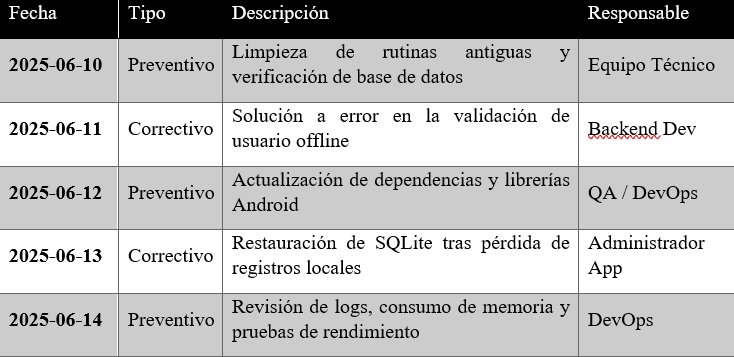 Fecha Tipo Descripción Responsable
2025-06-10 Preventivo Limpieza de rutinas antiguas y verificación de base de datos Equipo Técnico
2025-06-11 Correctivo Solución a error en la validación de usuario offline Backend Dev
2025-06-12 Preventivo Actualización de dependencias y librerías Android QA / DevOps
2025-06-13 Correctivo Restauración de SQLite tras pérdida de registros locales Administrador App
2025-06-14 Preventivo Revisión de logs, consumo de memoria y pruebas de rendimiento DevOps